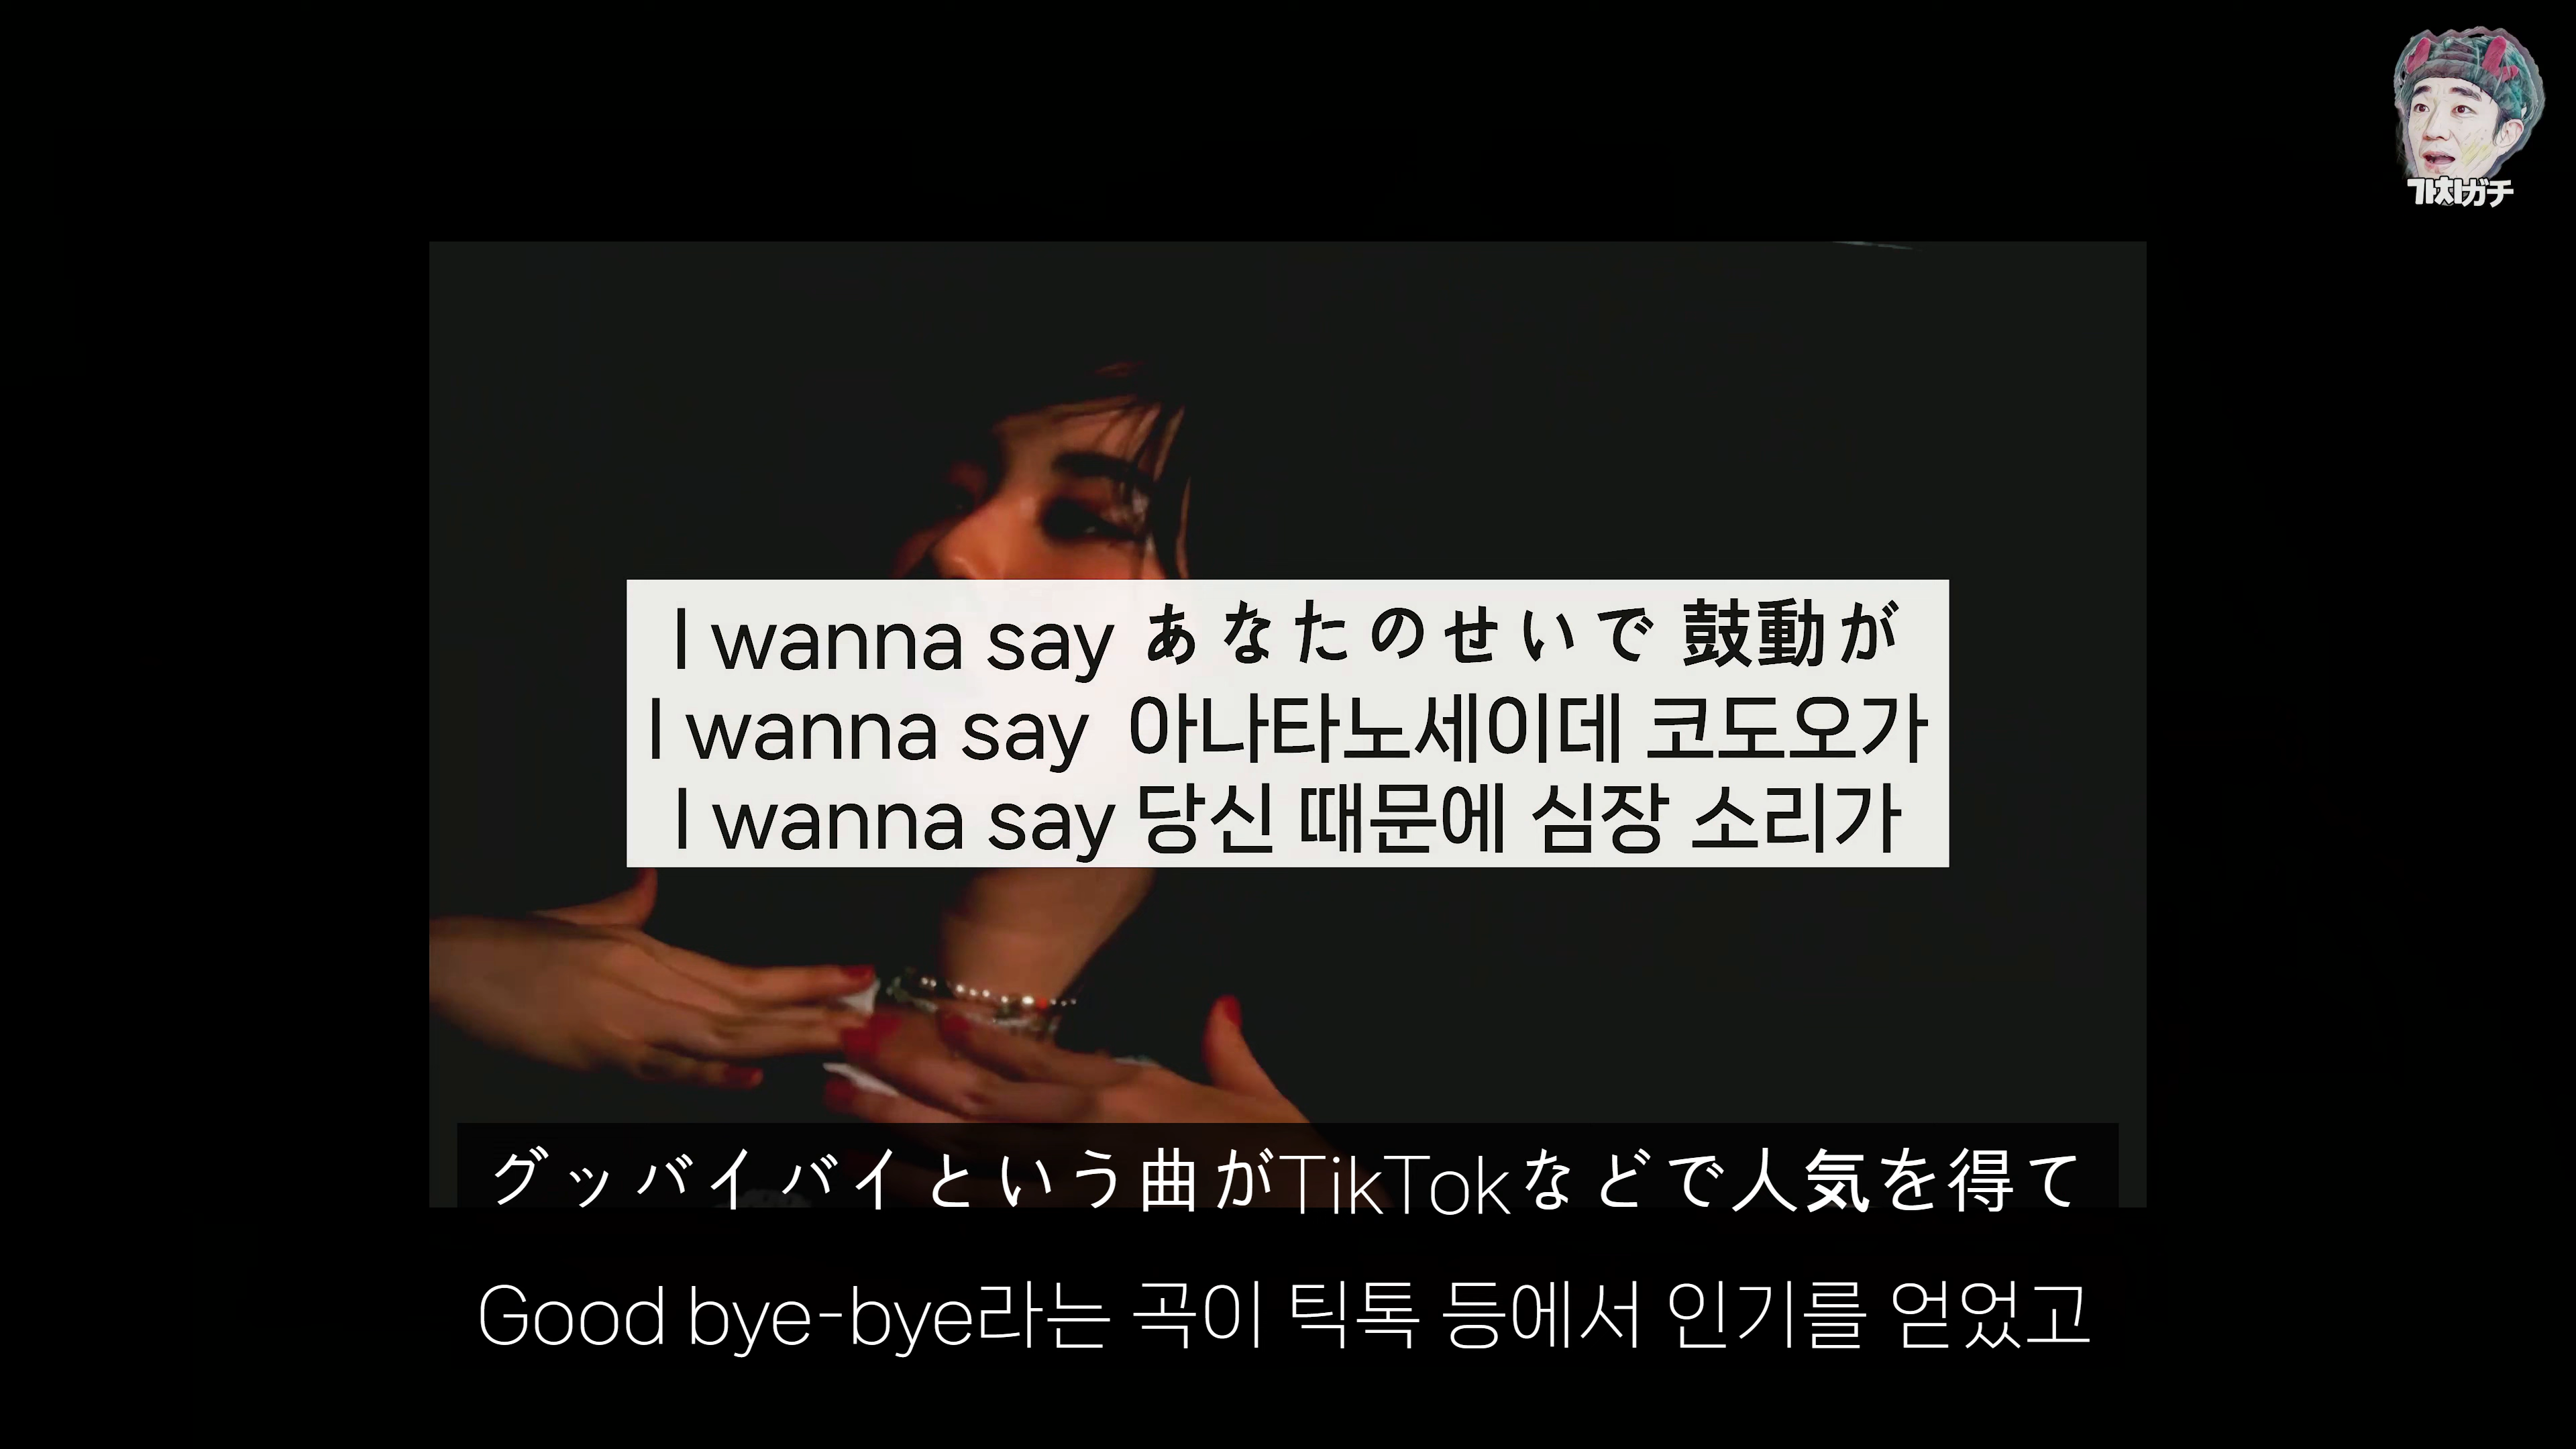 가치ガチ
I wanna say あなたのせいで 鼓動が
I wanna say 아나타노세이데 코도오가
I wanna say 당신 때문에 심장 소리가
グッバイバイという曲がTikTokなどで人気を得て
Good bye-bye라는 곡이 틱톡 등에서 인기를 얻었고